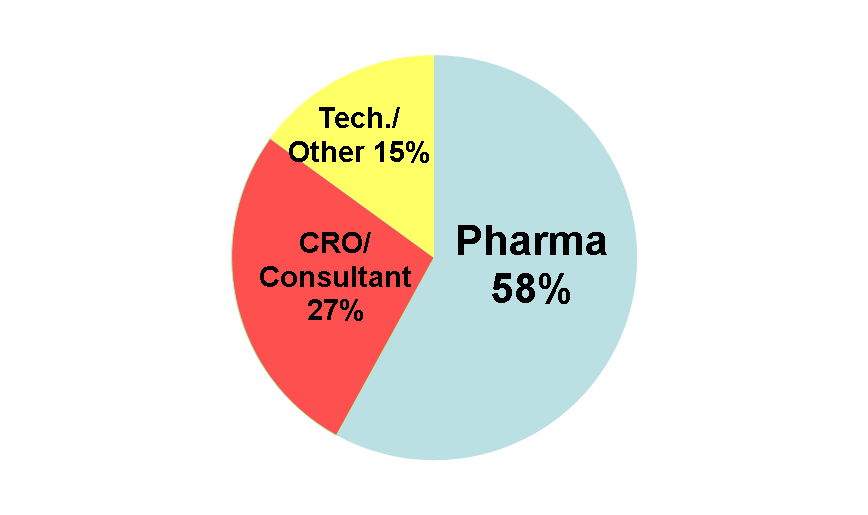 Tech./
Other 15%
CRO/
Consultant
27%
Pharma
58%